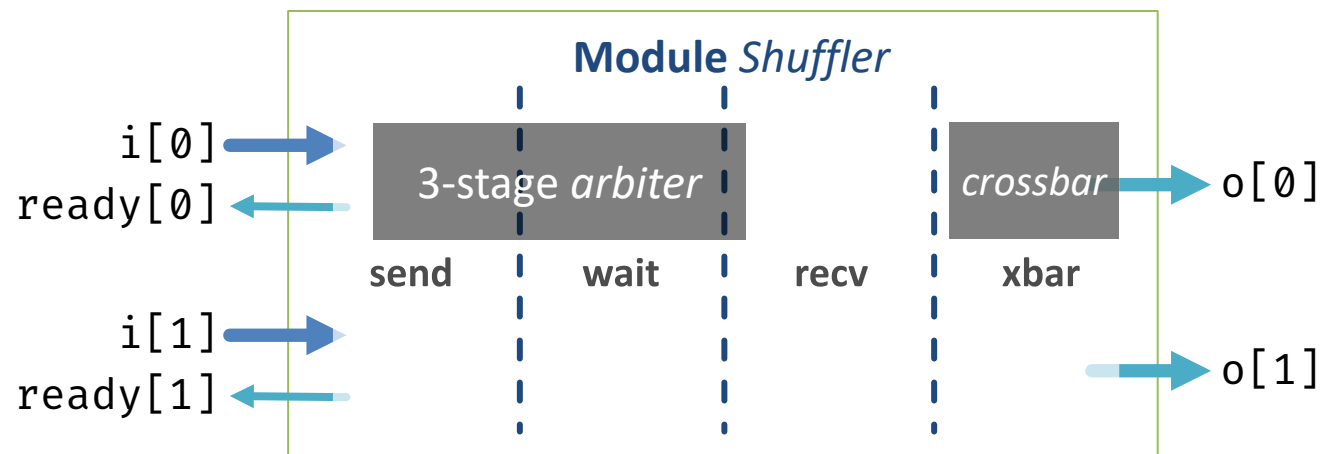 Module Shuffler
i[0]
ready[0]
3-stage arbiter
crossbar
o[0]
send
wait
recv
xbar
i[1]
ready[1]
o[1]